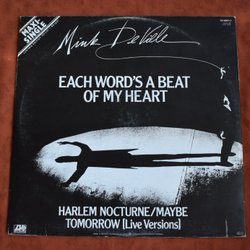 MAXI-
SINGLE
Mink DeVille
EACH WORD'S A BEAT
OF MY HEART
HARLEM NOCTURNE/MAYBE
TOMORROW (Live Versions)